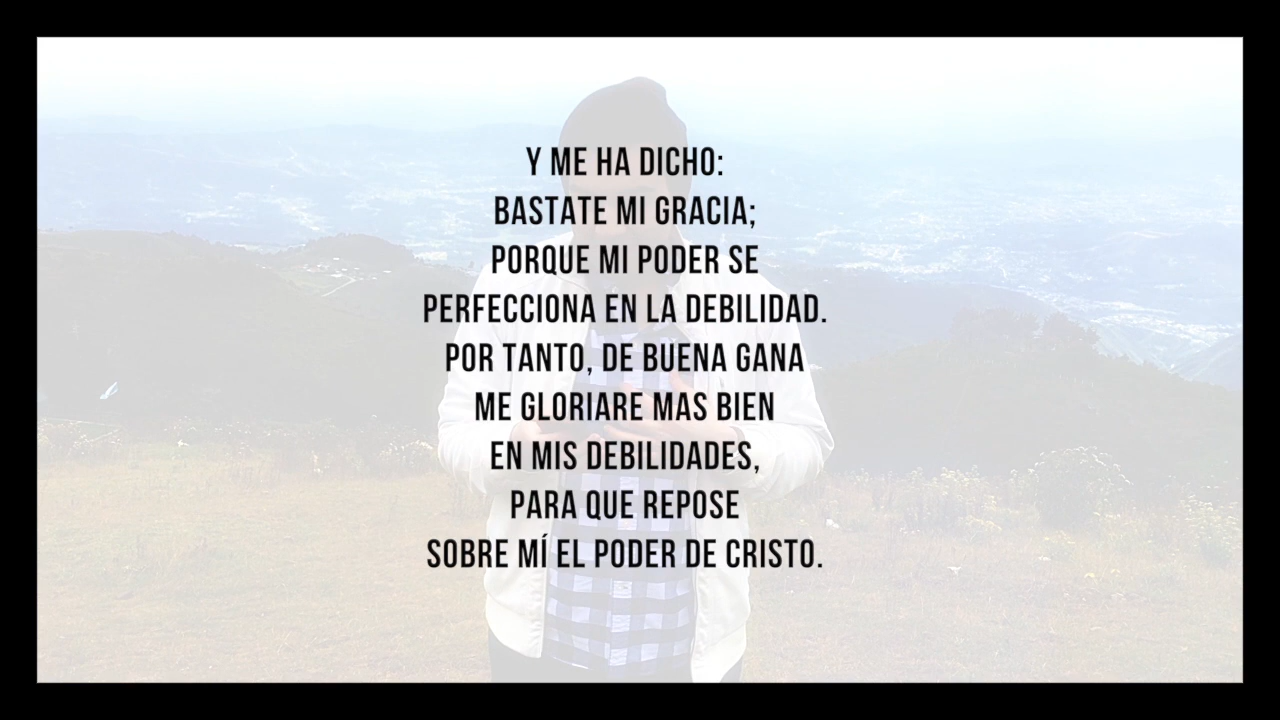 Y ME HA DICHO:
BASTATE MI GRACIA;
PORQUE MI PODER SE
PERFECCIONA EN LA DEBILIDAD.
POR TANTO, DE BUENA GANA
ME GLORIARE MAS BIEN
EN MIS DEBILIDADES,
PARA QUE REPOSE
SOBRE MÍ EL PODER DE CRISTO.